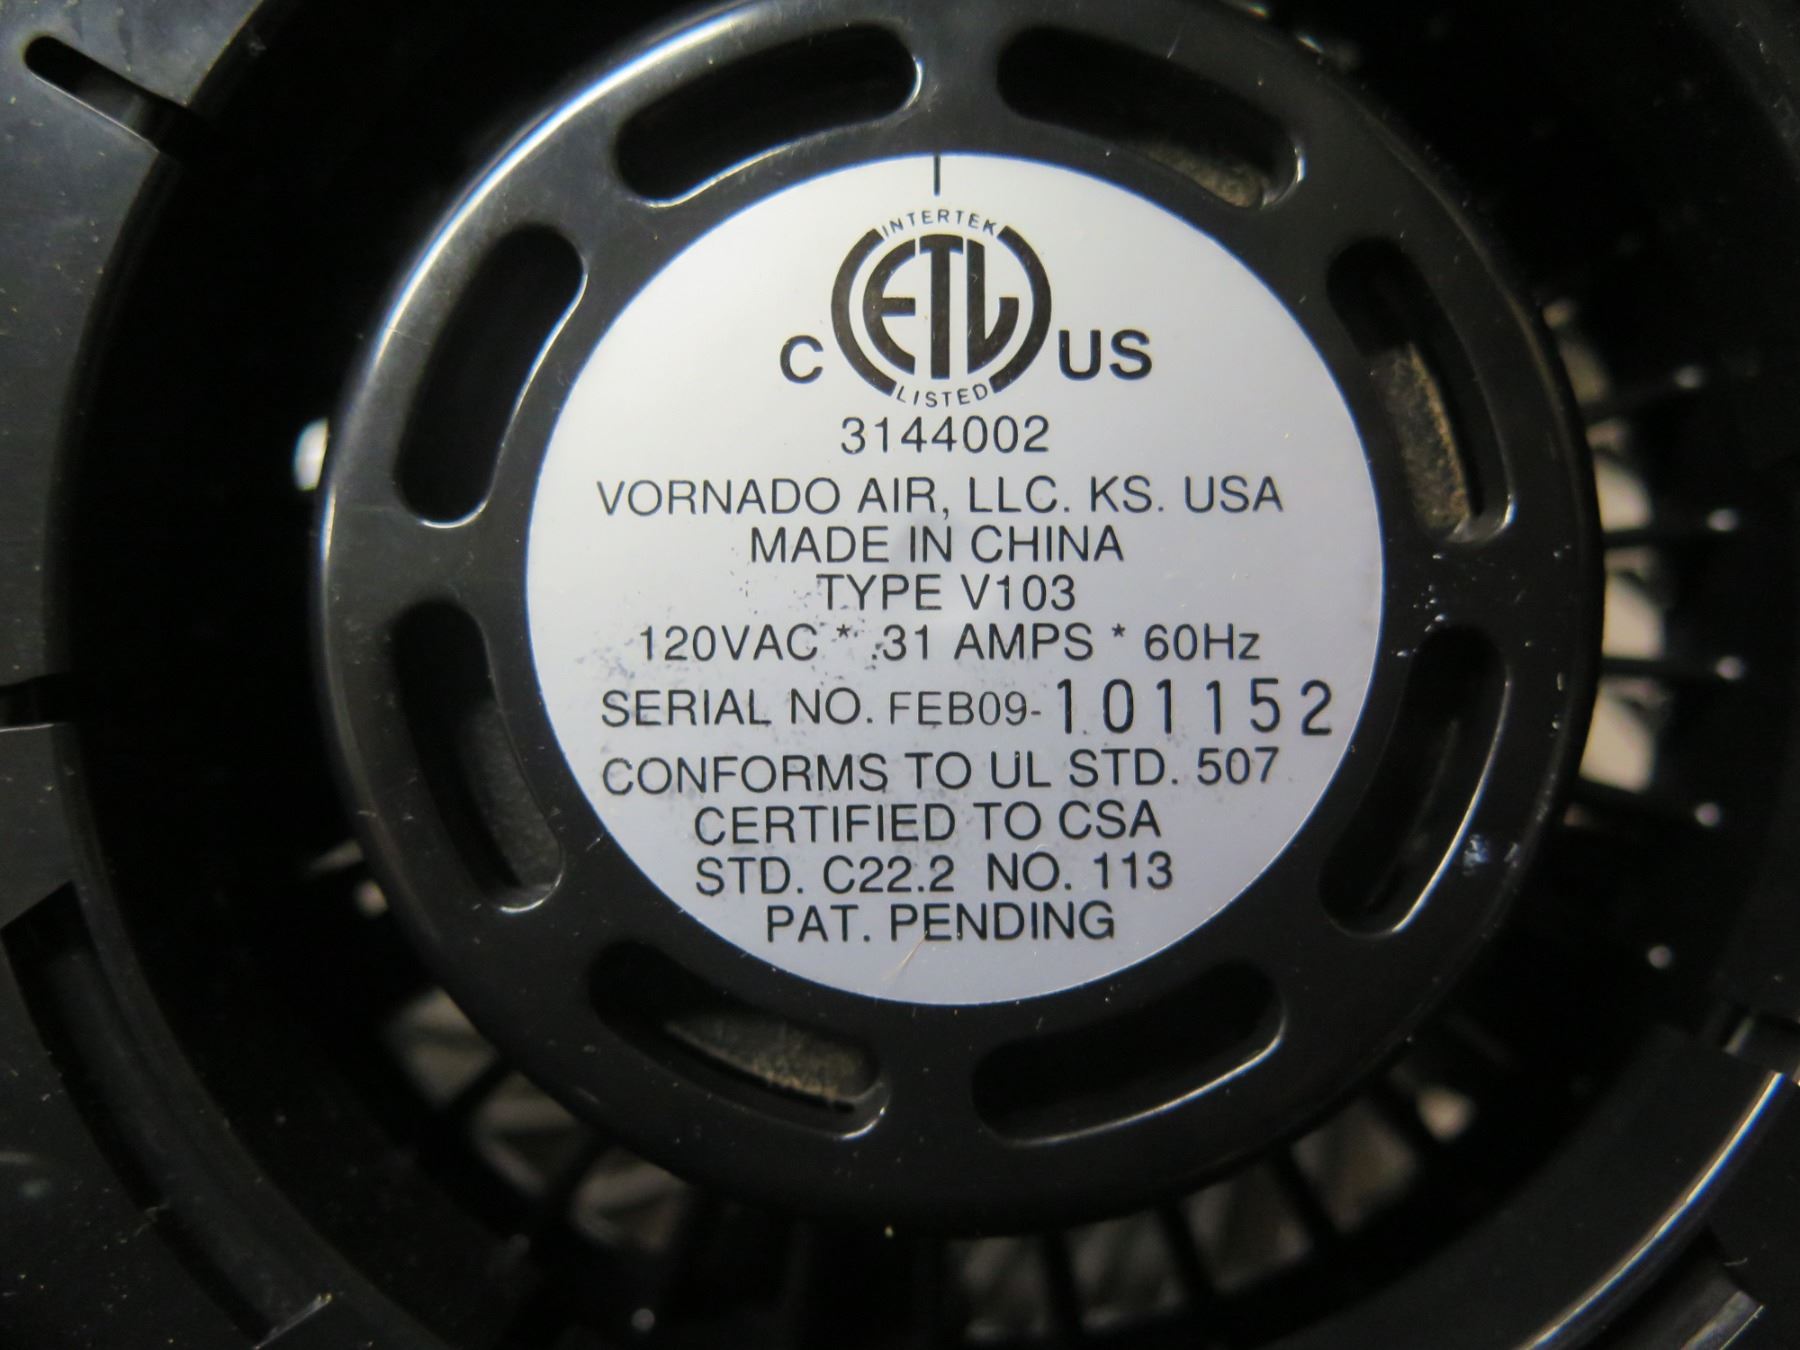 INTERTEK
C ETL US
LISTED
3144002
VORNADO AIR, LLC. KS. USA
MADE IN CHINA
TYPE V103
120VAC * .31 AMPS * 60Hz
SERIAL NO. FEB09-101152
CONFORMS TO UL STD. 507
CERTIFIED TO CSA
STD. C22.2 NO. 113
PAT. PENDING